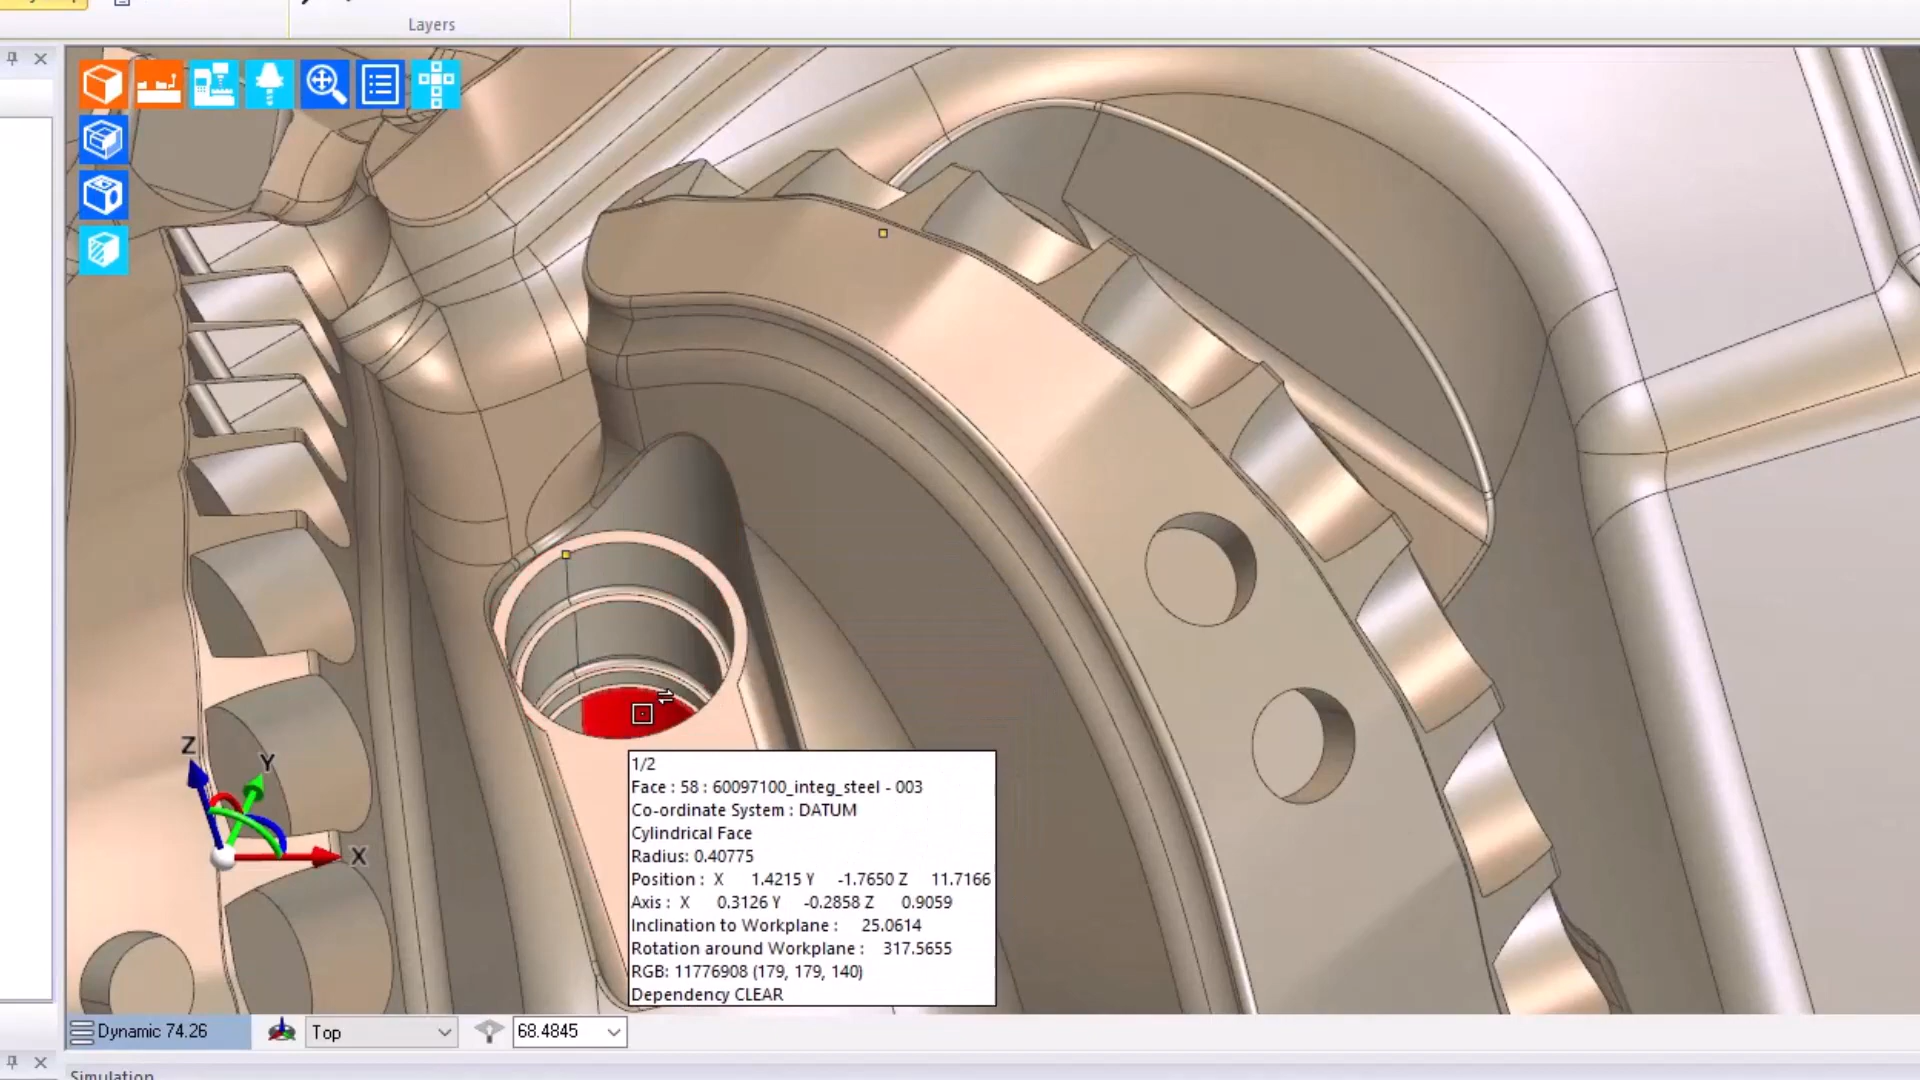 Layers
Z
Y
X
1/2
Face : 58 : 60097100_integ_steel - 003
Co-ordinate System : DATUM
Cylindrical Face
Radius: 0.40775
Position : X 1.4215 Y -1.7650 Z 11.7166
Axis : X 0.3126 Y -0.2858 Z 0.9059
Inclination to Workplane : 25.0614
Rotation around Workplane : 317.5655
RGB: 11776908 (179, 179, 140)
Dependency CLEAR
Dynamic 74.26
Top
68.4845
Simulation